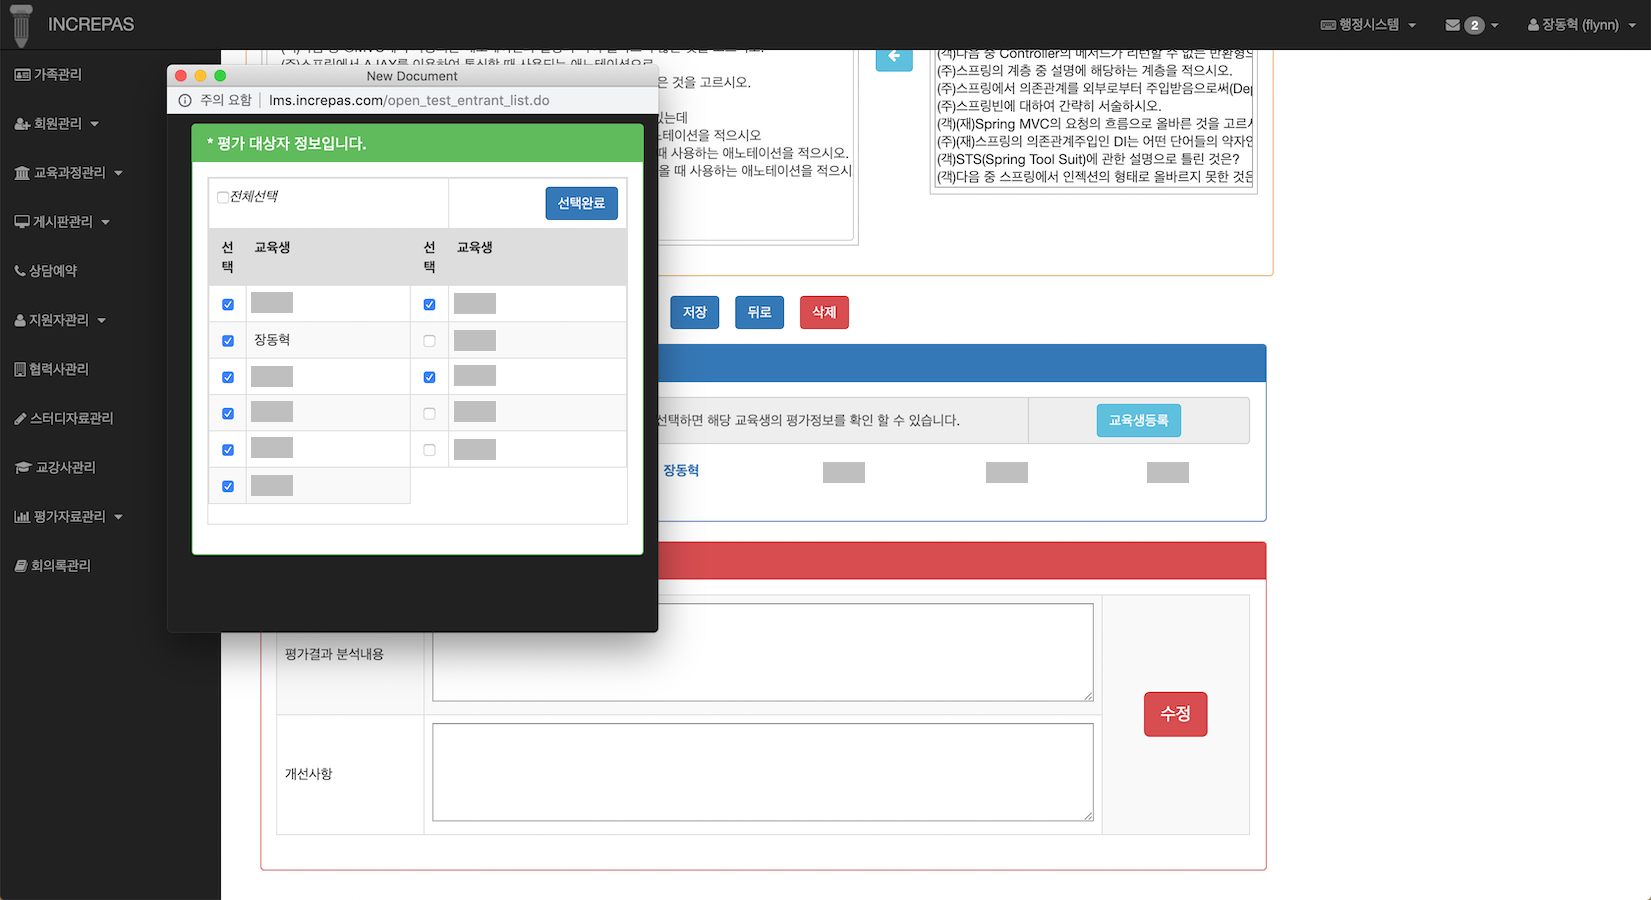 INCREPAS
행정시스템
2
장동혁 (flynn)
가족관리
회원관리
교육과정관리
게시판관리
상담예약
지원자관리
협력사관리
스터디자료관리
교강사관리
평가자료관리
회의록관리
New Document
주의 요함
lms.increpas.com/open_test_entrant_list.do
* 평가 대상자 정보입니다.
전체선택
선택완료
선택
교육생
선택
교육생
장동혁
(주)스프링에서 AJAX를 이용하여 통신할 때 사용되는 애노테이션으로
은 것을 고르시오.
있는데
노테이션을 적으시오
때 사용하는 애노테이션을 적으시오.
올 때 사용하는 애노테이션을 적으시
(객)다음 중 Controller의 메서드가 리턴할 수 없는 반환형으
(주)스프링의 계층 중 설명에 해당하는 계층을 적으시오.
(주)스프링에서 의존관계를 외부로부터 주입받음으로써(Dep
(주)스프링빈에 대하여 간략히 서술하시오.
(객)(재)Spring MVC의 요청의 흐름으로 올바른 것을 고르시
(주)(재)스프링의 의존관계주입인 DI는 어떤 단어들의 약자인
(객)STS(Spring Tool Suit)에 관한 설명으로 틀린 것은?
(객)다음 중 스프링에서 인젝션의 형태로 올바르지 못한 것은
저장
뒤로
삭제
선택하면 해당 교육생의 평가정보를 확인 할 수 있습니다.
교육생등록
장동혁
평가결과 분석내용
수정
개선사항